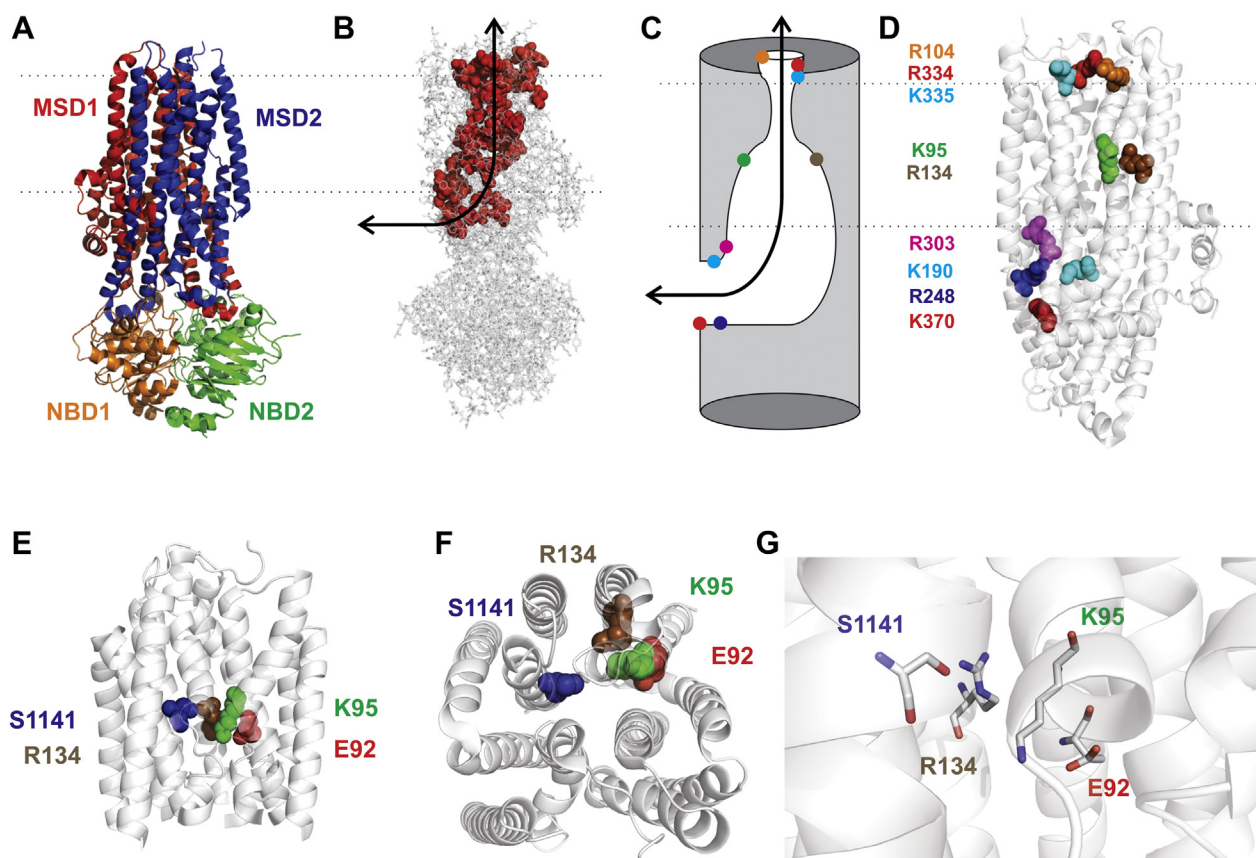 A
B
C
D
MSD1
MSD2
NBD1
NBD2
R104
R334
K335
K95
R134
R303
K190
R248
K370
E
S1141
R134
K95
E92
F
R134
S1141
K95
E92
G
S1141
K95
R134
E92